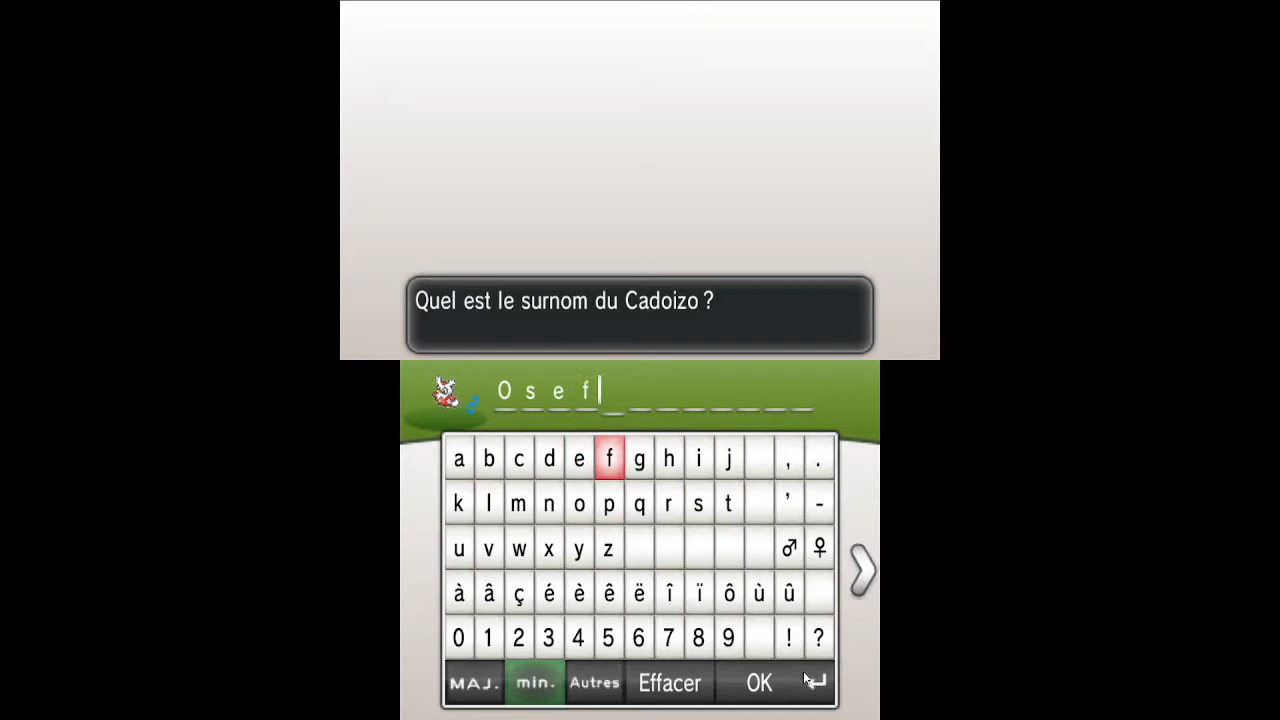 Quel est le surnom du Cadoizo ?
♂ Osef
a b c d e f g h i j , .
k l m n o p q r s t ’ -
u v w x y z ♂ ♀
à â ç é è ê ë î ï ô ù û
0 1 2 3 4 5 6 7 8 9 ! ?
MAJ. min. Autres Effacer OK